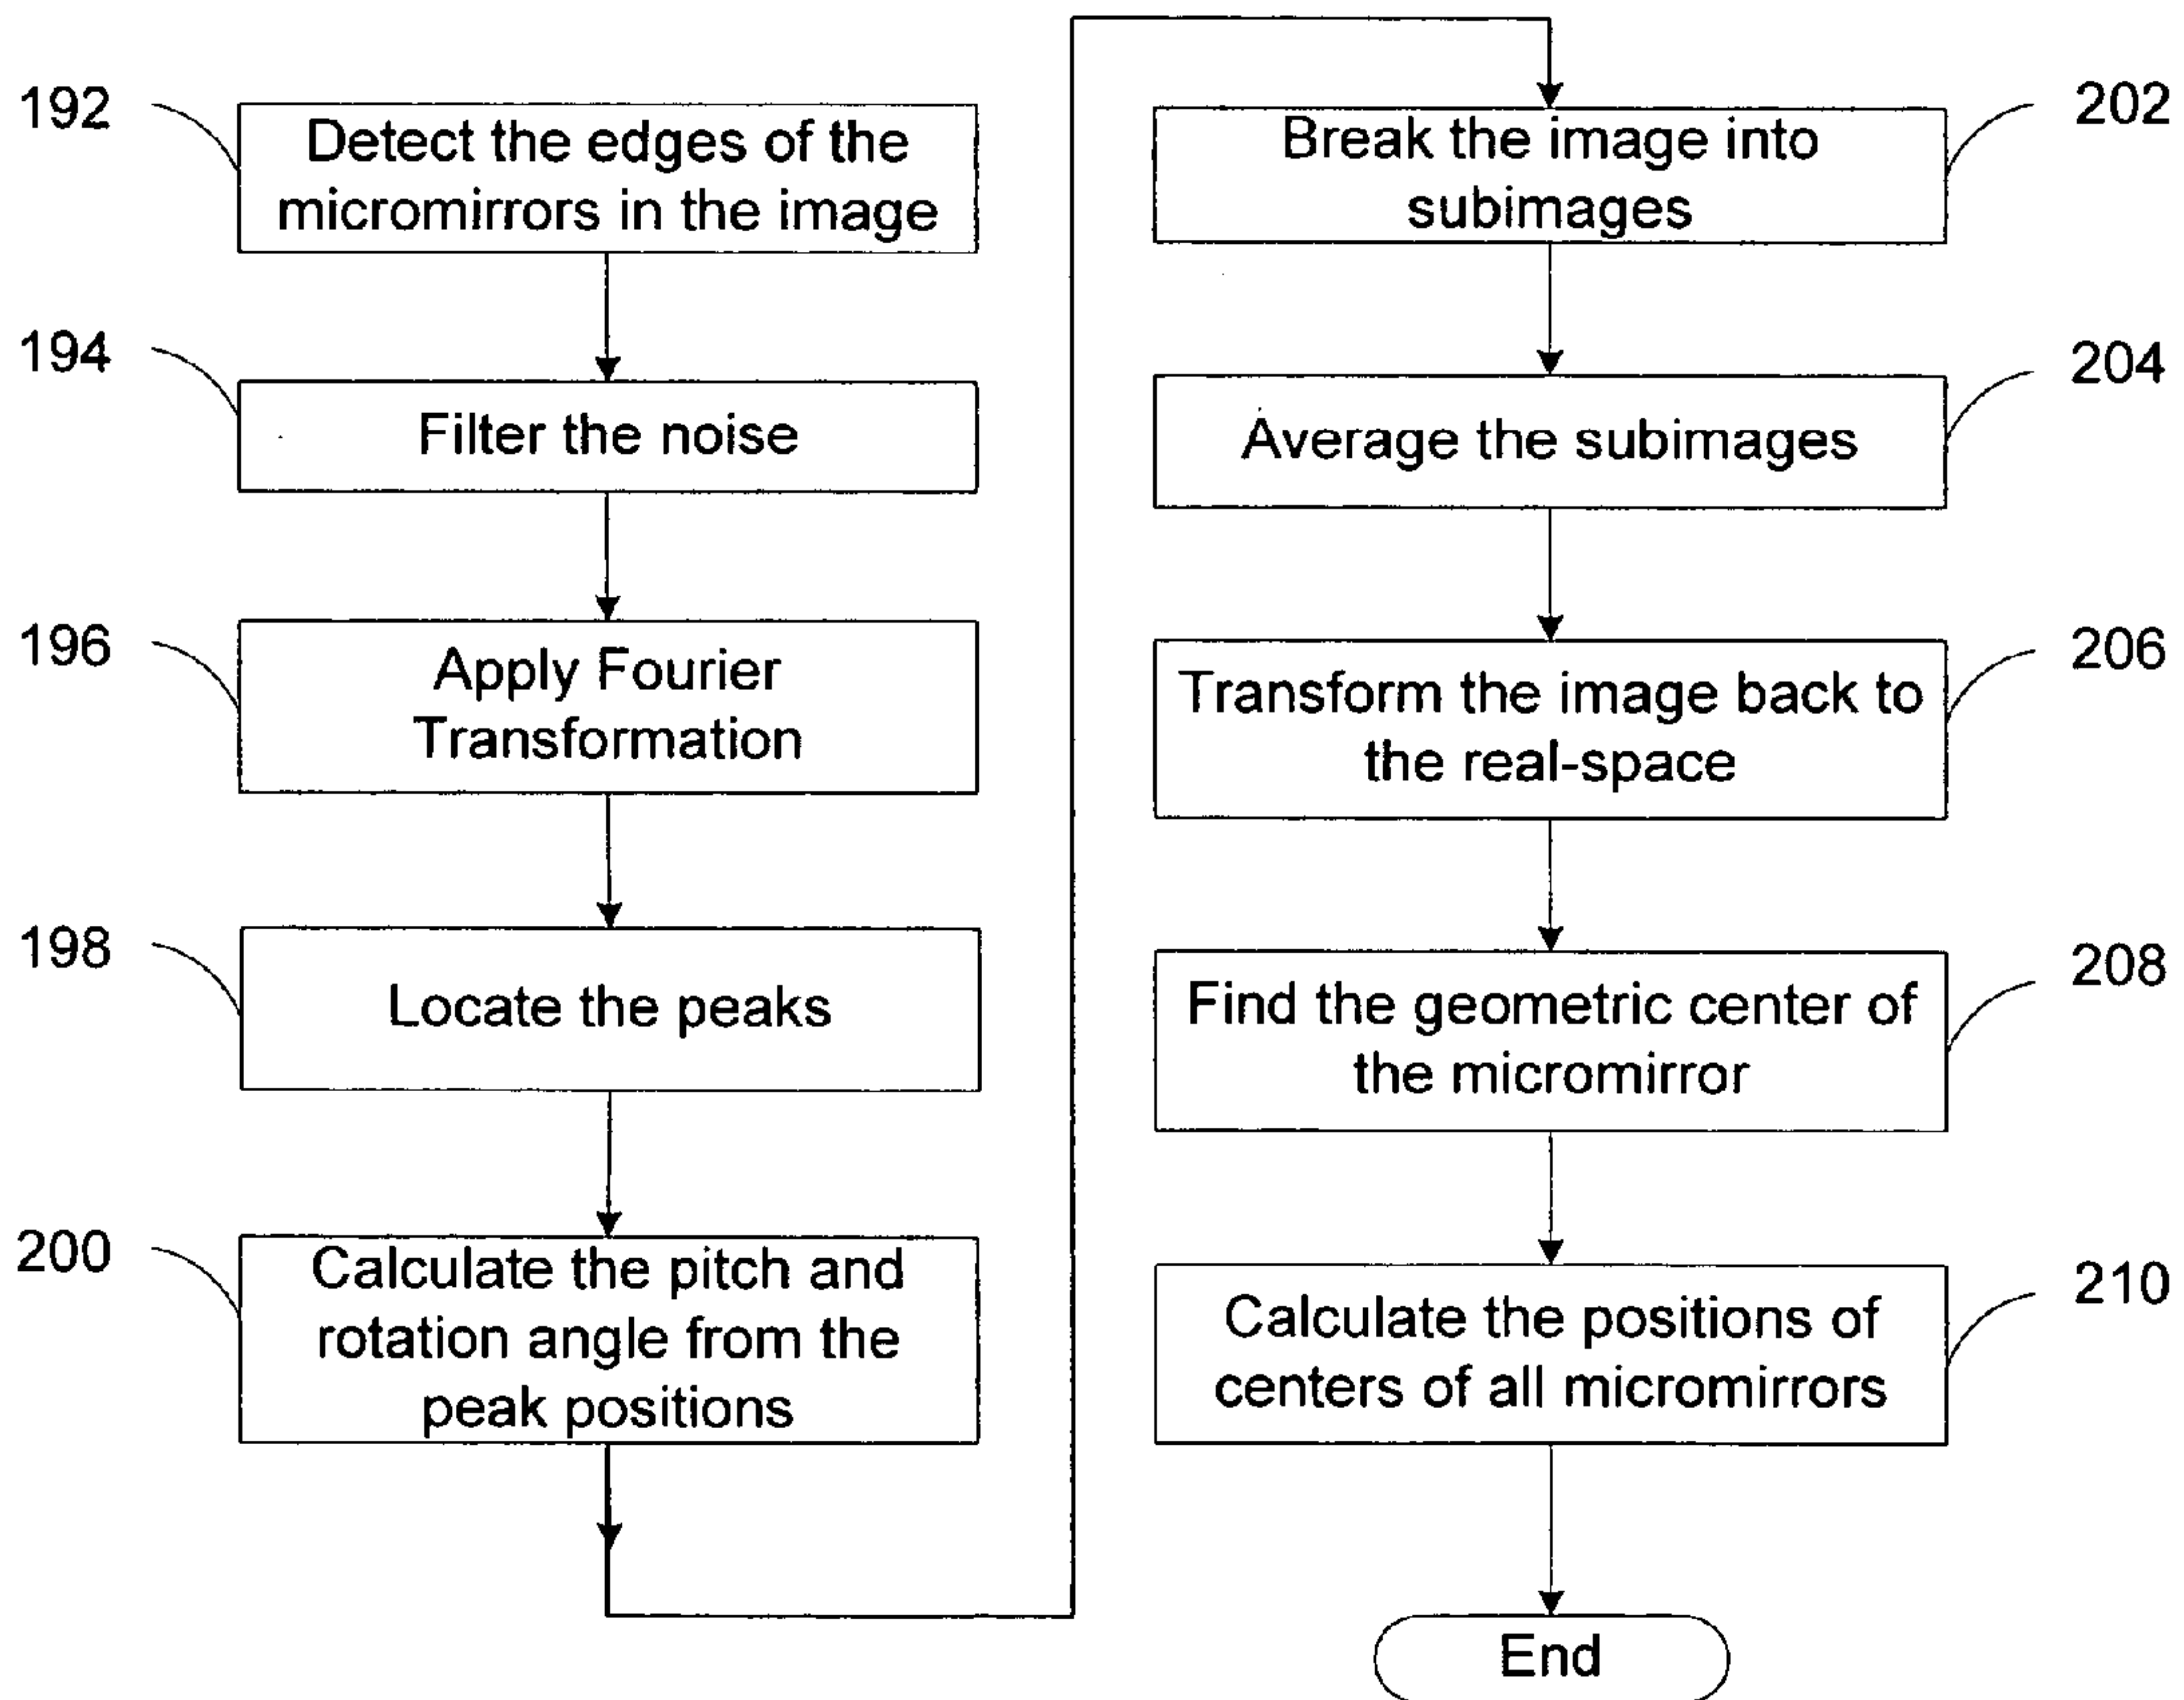 192
Detect the edges of the
micromirrors in the image
194
Filter the noise
196
Apply Fourier
Transformation
198
Locate the peaks
200
Calculate the pitch and
rotation angle from the
peak positions
202
Break the image into
subimages
204
Average the subimages
206
Transform the image back to
the real-space
208
Find the geometric center of
the micromirror
210
Calculate the positions of
centers of all micromirrors
End